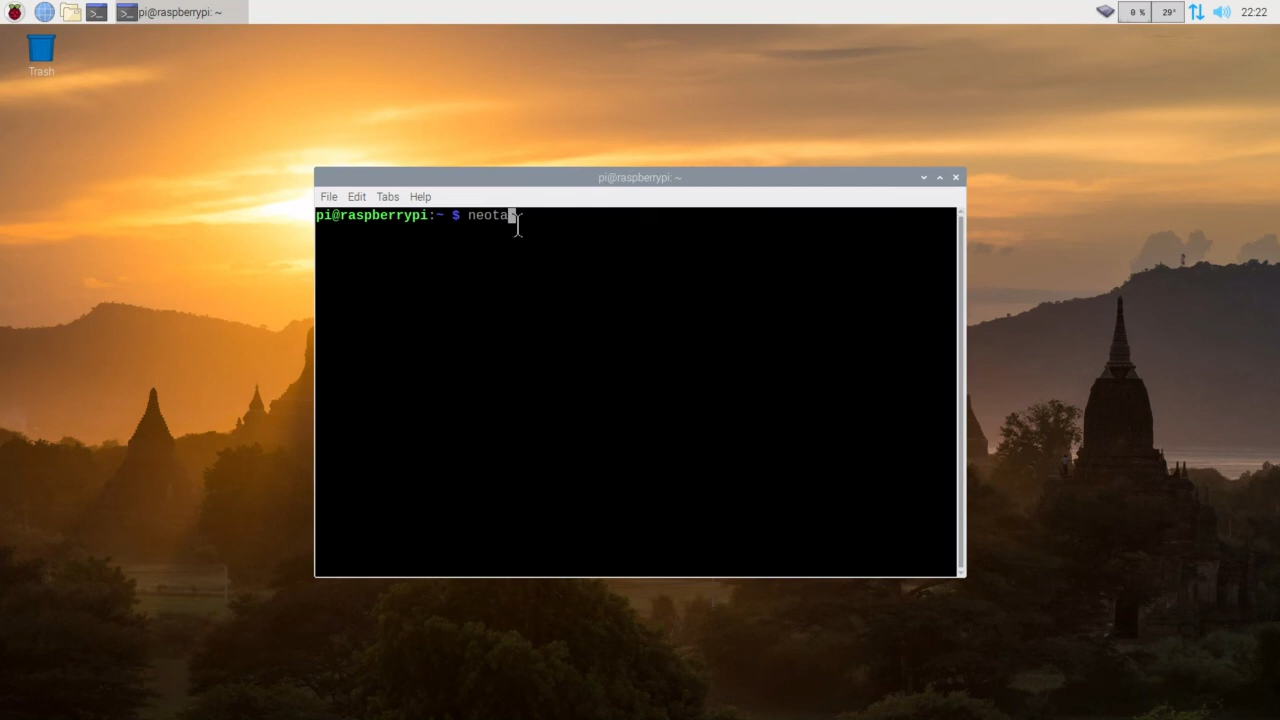 pi@raspberrypi: ~
0 %
29°
22:22
Trash
pi@raspberrypi: ~
File Edit Tabs Help
pi@raspberrypi:~ $ neota